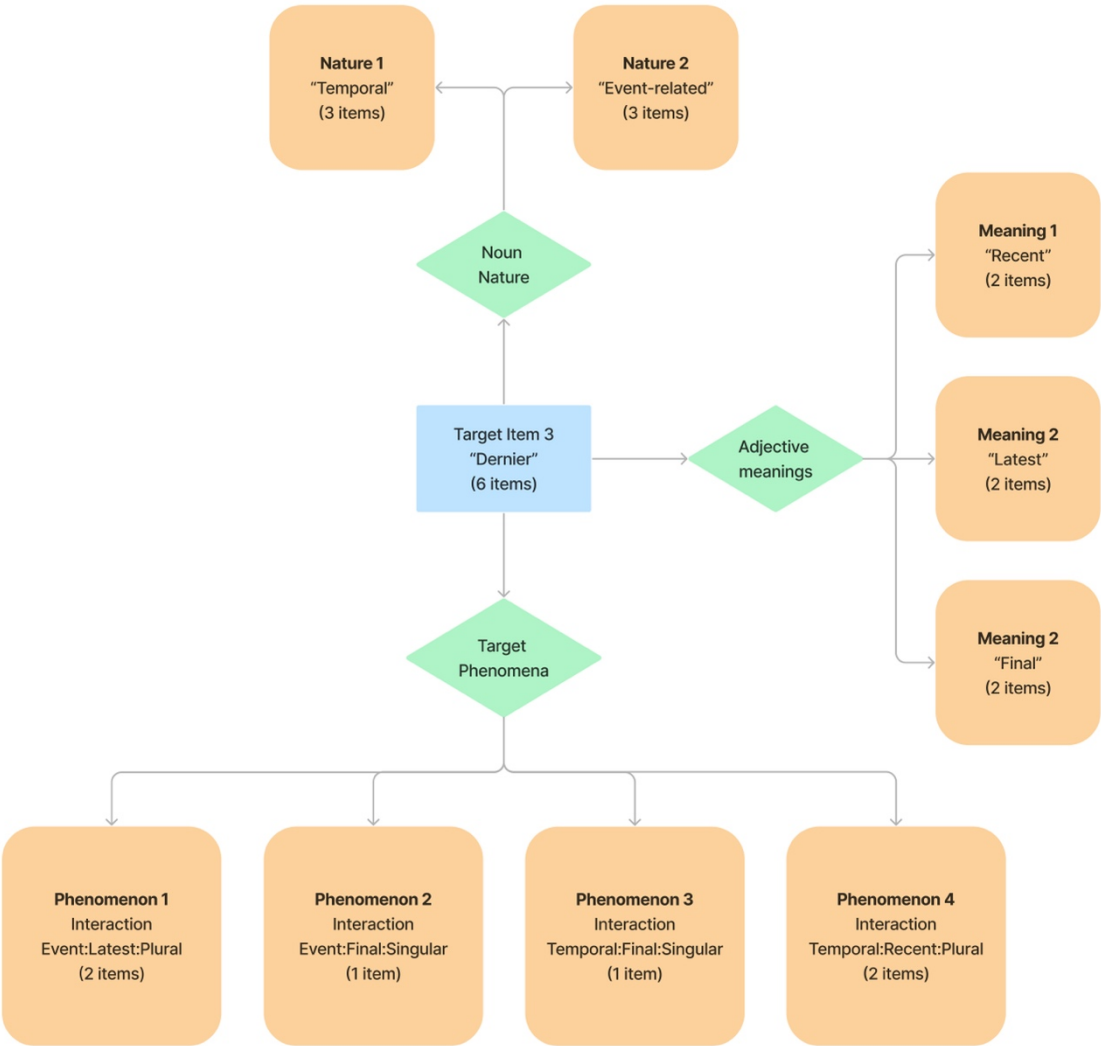 Nature 1
“Temporal”
(3 items)
Nature 2
“Event-related”
(3 items)
Noun
Nature
Meaning 1
“Recent”
(2 items)
Target Item 3
“Dernier”
(6 items)
Adjective
meanings
Meaning 2
“Latest”
(2 items)
Meaning 2
“Final”
(2 items)
Target
Phenomena
Phenomenon 1
Interaction
Event:Latest:Plural
(2 items)
Phenomenon 2
Interaction
Event:Final:Singular
(1 item)
Phenomenon 3
Interaction
Temporal:Final:Singular
(1 item)
Phenomenon 4
Interaction
Temporal:Recent:Plural
(2 items)